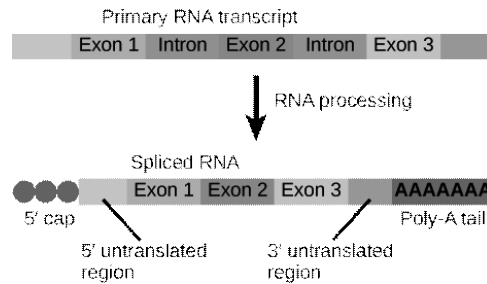 Primary RNA transcript
Exon 1 Intron Exon 2 Intron Exon 3
RNA processing
Spliced RNA
Exon 1 Exon 2 Exon 3 AAAAAAA
5' cap
Poly-A tail
5' untranslated
region
3' untranslated
region